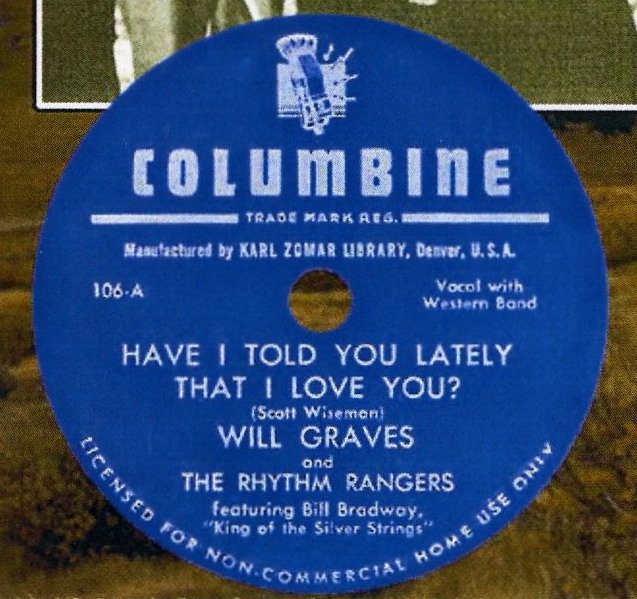 COLUMBINE
TRADE MARK REG.
Manufactured by KARL ZOMAR LIBRARY, Denver, U.S.A.
106-A
Vocal with
Western Band
HAVE I TOLD YOU LATELY
THAT I LOVE YOU?
(Scott Wiseman)
WILL GRAVES
and
THE RHYTHM RANGERS
featuring Bill Bradway,
"King of the Silver Strings"
LICENSED FOR NON-COMMERCIAL HOME USE ONLY